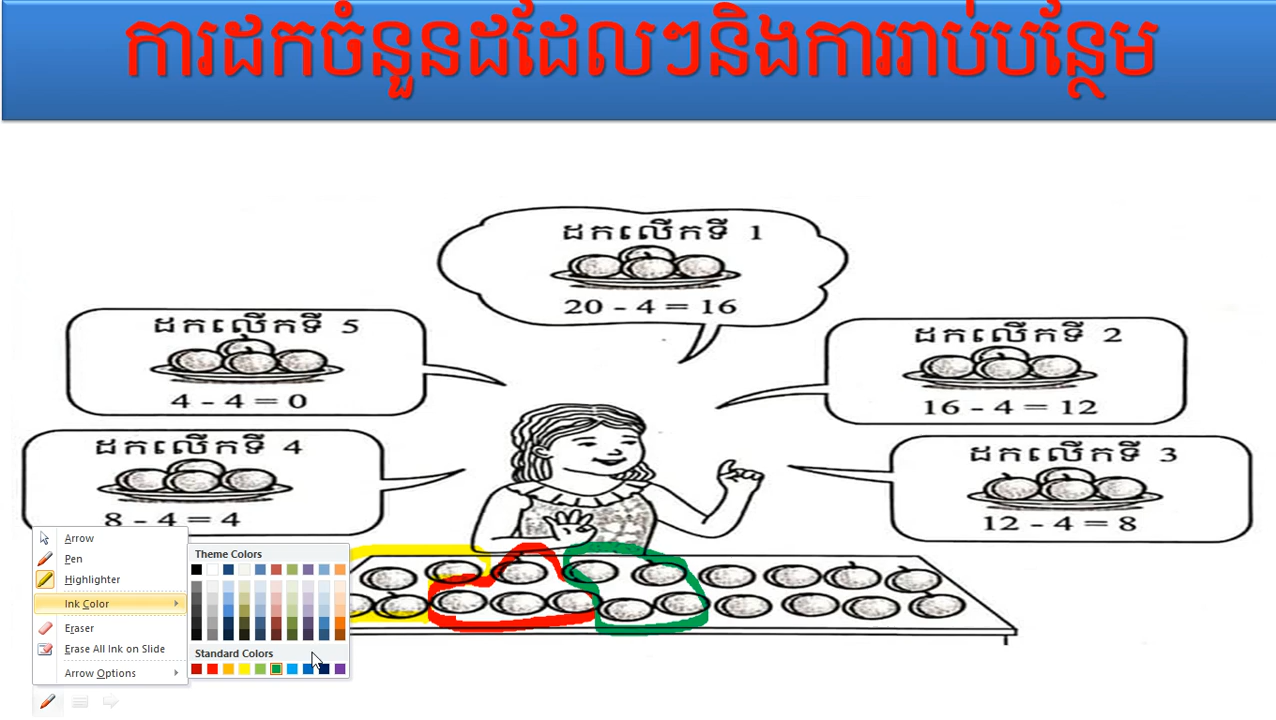 ការដកចំនួនដដែលៗនិងការរាប់បន្ថែម
ដកលើកទី 1
20 - 4 = 16
ដកលើកទី 5
4 - 4 = 0
ដកលើកទី 2
16 - 4 = 12
ដកលើកទី 4
8 - 4 = 4
ដកលើកទី 3
12 - 4 = 8
Arrow
Pen
Highlighter
Ink Color
Eraser
Erase All Ink on Slide
Arrow Options
Theme Colors
Standard Colors